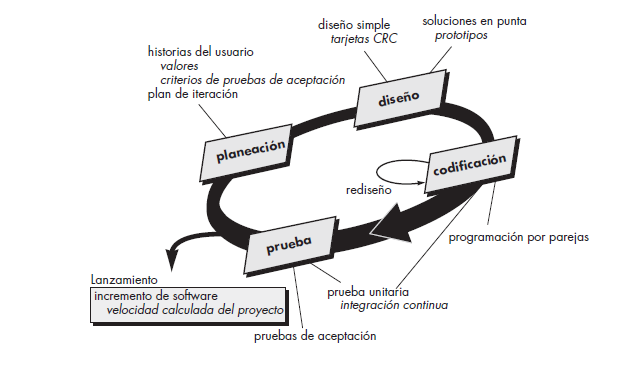 diseño simple
tarjetas CRC
soluciones en punta
prototipos
historias del usuario
valores
criterios de pruebas de aceptación
plan de iteración
diseño
planeación
codificación
rediseño
prueba
programación por parejas
Lanzamiento
incremento de software
velocidad calculada del proyecto
prueba unitaria
integración continua
pruebas de aceptación